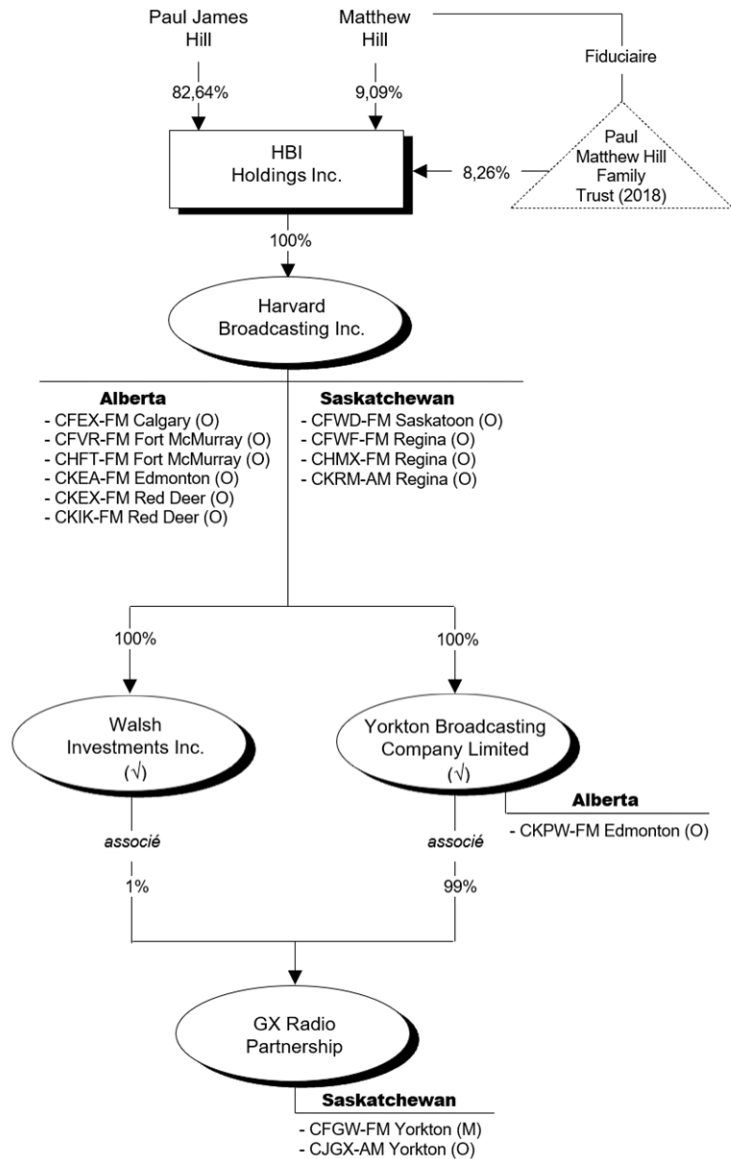 Paul James
Hill
Matthew
Hill
Fiduciaire
82,64%
9,09%
Paul
Matthew Hill
Family
Trust (2018)
HBI
Holdings Inc.
8,26%
100%
Harvard
Broadcasting Inc.
Alberta
- CFEX-FM Calgary (O)
- CFVR-FM Fort McMurray (O)
- CHFT-FM Fort McMurray (O)
- CKEA-FM Edmonton (O)
- CKEX-FM Red Deer (O)
- CKIK-FM Red Deer (O)
Saskatchewan
- CFWD-FM Saskatoon (O)
- CFWF-FM Regina (O)
- CHMX-FM Regina (O)
- CKRM-AM Regina (O)
100%
100%
Walsh
Investments Inc.
(√)
Yorkton Broadcasting
Company Limited
(√)
Alberta
- CKPW-FM Edmonton (O)
associé
associé
1%
99%
GX Radio
Partnership
Saskatchewan
- CFGW-FM Yorkton (M)
- CJGX-AM Yorkton (O)